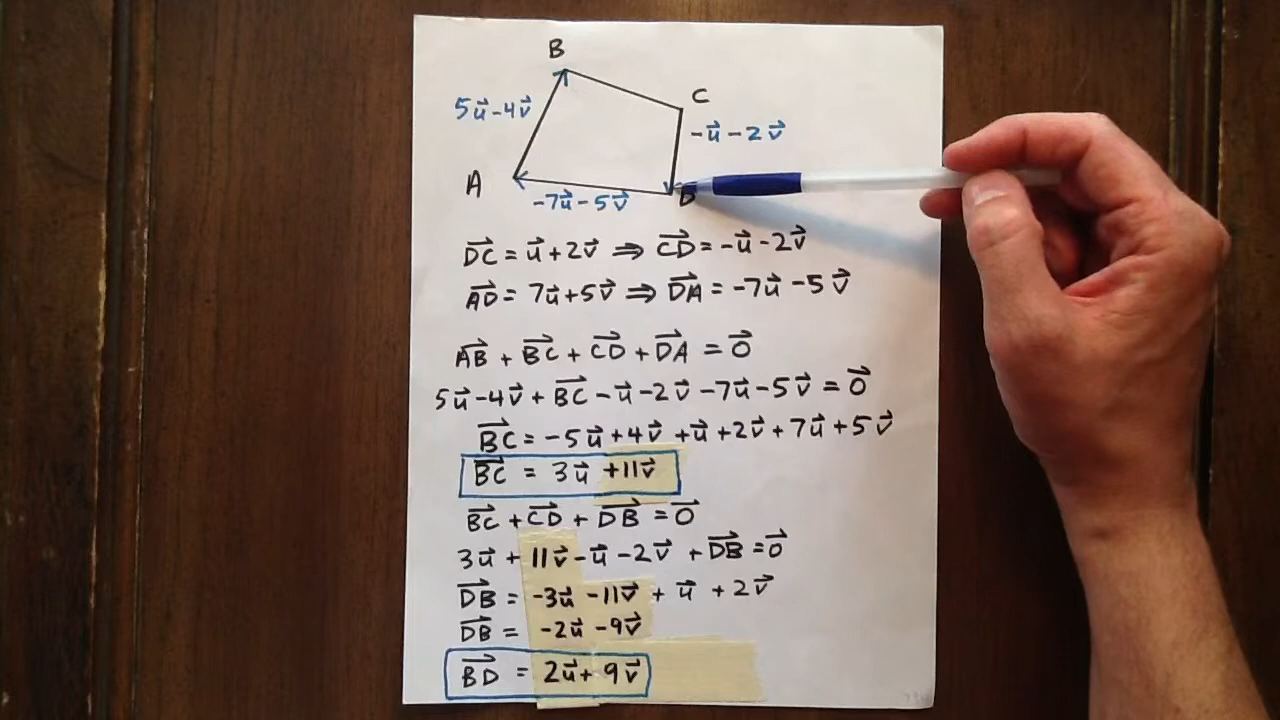 B
C
5u⃗-4v⃗
-u⃗-2v⃗
A
D
-7u⃗-5v⃗
DC⃗ = u⃗+2v⃗ ⇒ CD⃗ = -u⃗-2v⃗
AD⃗ = 7u⃗+5v⃗ ⇒ DA⃗ = -7u⃗-5v⃗
AB⃗ + BC⃗ + CD⃗ + DA⃗ = 0⃗
5u⃗-4v⃗ + BC⃗ -u⃗-2v⃗-7u⃗-5v⃗ = 0⃗
BC⃗ = -5u⃗+4v⃗+u⃗+2v⃗+7u⃗+5v⃗
BC⃗ = 3u⃗+11v⃗
BC⃗ + CD⃗ + DB⃗ = 0⃗
3u⃗+11v⃗-u⃗-2v⃗ + DB⃗ = 0⃗
DB⃗ = -3u⃗-11v⃗+u⃗+2v⃗
DB⃗ = -2u⃗-9v⃗
BD⃗ = 2u⃗+9v⃗